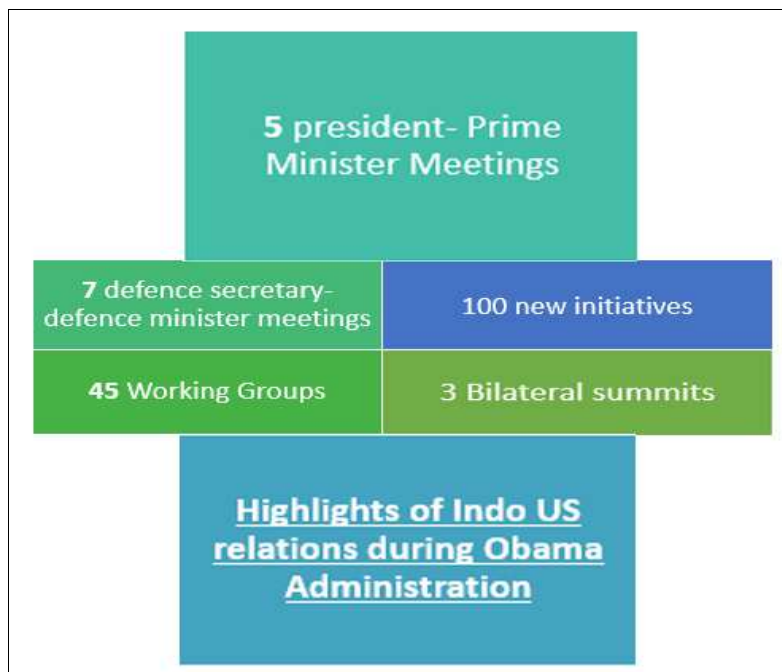 5 president- Prime
Minister Meetings
7 defence secretary-
defence minister meetings
100 new initiatives
45 Working Groups
3 Bilateral summits
Highlights of Indo US
relations during Obama
Administration